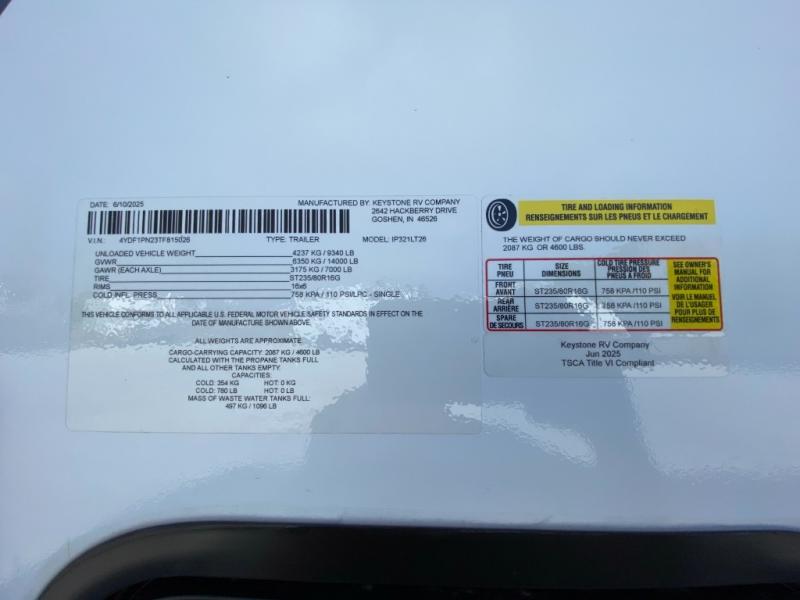 DATE: 6/10/2025 MANUFACTURED BY: KEYSTONE RV COMPANY
2642 HACKBERRY DRIVE
GOSHEN, IN 46526
V.I.N.: 4YDF1PN23TF815026 TYPE: TRAILER MODEL: IP321LT26
UNLOADED VEHICLE WEIGHT 4237 KG / 9340 LB
GVWR 6350 KG / 14000 LB
GAWR (EACH AXLE) 3175 KG / 7000 LB
TIRE ST235/80R16G
RIMS 16x6
COLD INFL. PRESS 758 KPA / 110 PSI/LPC - SINGLE
THIS VEHICLE CONFORMS TO ALL APPLICABLE U.S. FEDERAL MOTOR VEHICLE SAFETY STANDARDS IN EFFECT ON THE
DATE OF MANUFACTURE SHOWN ABOVE.
ALL WEIGHTS ARE APPROXIMATE
CARGO-CARRYING CAPACITY: 2087 KG / 4600 LB
CALCULATED WITH THE PROPANE TANKS FULL
AND ALL OTHER TANKS EMPTY.
CAPACITIES:
COLD: 354 KG HOT: 0 KG
COLD: 780 LB HOT: 0 LB
MASS OF WASTE WATER TANKS FULL:
497 KG / 1096 LB
TIRE AND LOADING INFORMATION
RENSEIGNEMENTS SUR LES PNEUS ET LE CHARGEMENT
THE WEIGHT OF CARGO SHOULD NEVER EXCEED
2087 KG OR 4600 LBS.
TIRE
PNEU
SIZE
DIMENSIONS
COLD TIRE PRESSURE
PRESSION DES
PNEUS A FROID
FRONT
AVANT
ST235/80R16G
758 KPA /110 PSI
REAR
ARRIÈRE
ST235/80R16G
758 KPA /110 PSI
SPARE
DE SECOURS
ST235/80R16G
758 KPA /110 PSI
SEE OWNER'S
MANUAL FOR
ADDITIONAL
INFORMATION
VOIR LE MANUEL
DE L'USAGER
POUR PLUS DE
RENSEIGNEMENTS
Keystone RV Company
Jun 2025
TSCA Title VI Compliant